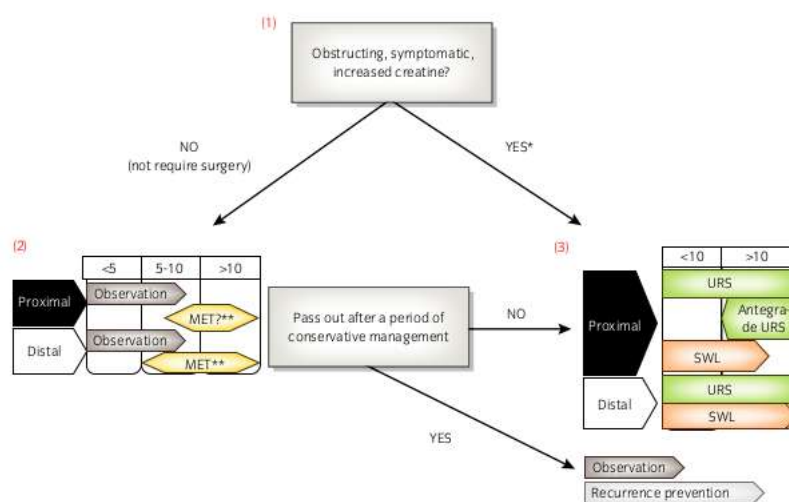 (1)
Obstructing, symptomatic,
increased creatine?
NO
(not require surgery)
YES*
(2)
<5 5-10 >10
Proximal
Observation
MET?**
Distal
Observation
MET**
Pass out after a period of
conservative management
NO
YES
(3)
<10 >10
Proximal
URS
Antegra-
de URS
SWL
Distal
URS
SWL
Observation
Recurrence prevention